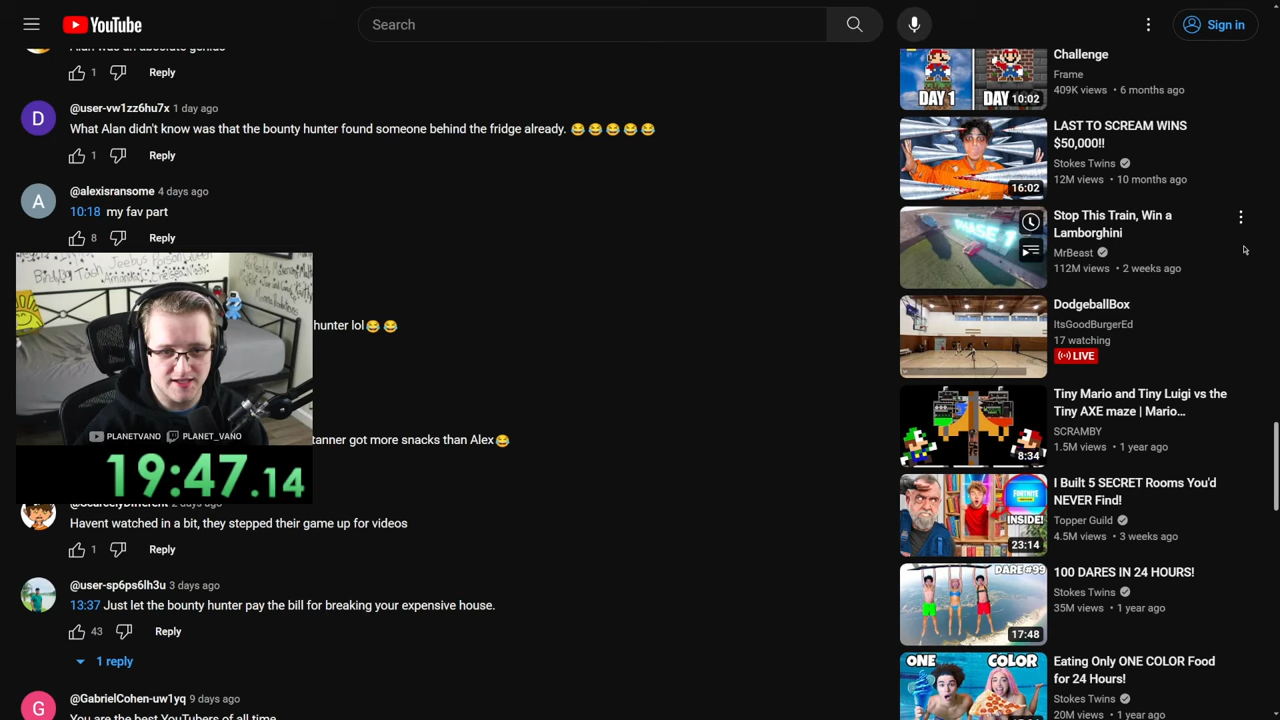 YouTube
Search
Sign in
1
Reply
@user-vw1zz6hu7x 1 day ago
What Alan didn't know was that the bounty hunter found someone behind the fridge already. 😂😂😂😂😂
1
Reply
@alexisransome 4 days ago
10:18 my fav part
8
Reply
hunter lol😂😂
PLANETVANO PLANET_VANO
tanner got more snacks than Alex😂
19:47.14
Havent watched in a bit, they stepped their game up for videos
1
Reply
@user-sp6ps6lh3u 3 days ago
13:37 Just let the bounty hunter pay the bill for breaking your expensive house.
43
Reply
1 reply
@GabrielCohen-uw1yq 9 days ago
You are the best YouTubers of all time
DAY 1
DAY
10:02
Challenge
Frame
409K views • 6 months ago
16:02
LAST TO SCREAM WINS
$50,000!!
Stokes Twins
12M views • 10 months ago
Stop This Train, Win a
Lamborghini
MrBeast
112M views • 2 weeks ago
DodgeballBox
ItsGoodBurgerEd
17 watching
LIVE
8:34
Tiny Mario and Tiny Luigi vs the
Tiny AXE maze | Mario...
SCRAMBY
1.5M views • 1 year ago
FORTNITE
INSIDE!
23:14
I Built 5 SECRET Rooms You'd
NEVER Find!
Topper Guild
4.5M views • 3 weeks ago
DARE #99
17:48
100 DARES IN 24 HOURS!
Stokes Twins
35M views • 1 year ago
ONE COLOR
Eating Only ONE COLOR Food
for 24 Hours!
Stokes Twins
20M views • 1 year ago